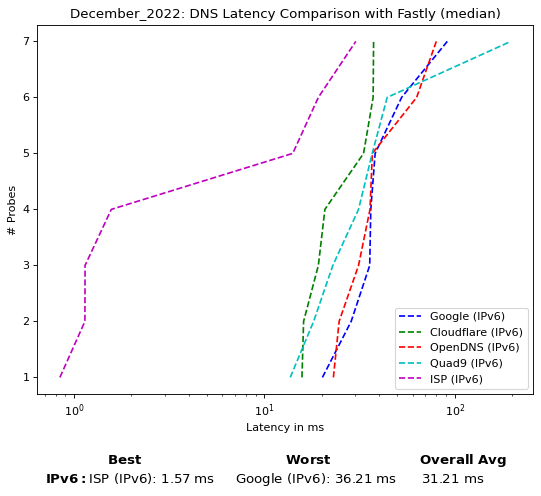 December_2022: DNS Latency Comparison with Fastly (median)
7
6
5
4
3
2
1
# Probes
Google (IPv6)
Cloudflare (IPv6)
OpenDNS (IPv6)
Quad9 (IPv6)
ISP (IPv6)
10⁰ 10¹ 10²
Latency in ms
Best Worst Overall Avg
IPv6: ISP (IPv6): 1.57 ms Google (IPv6): 36.21 ms 31.21 ms